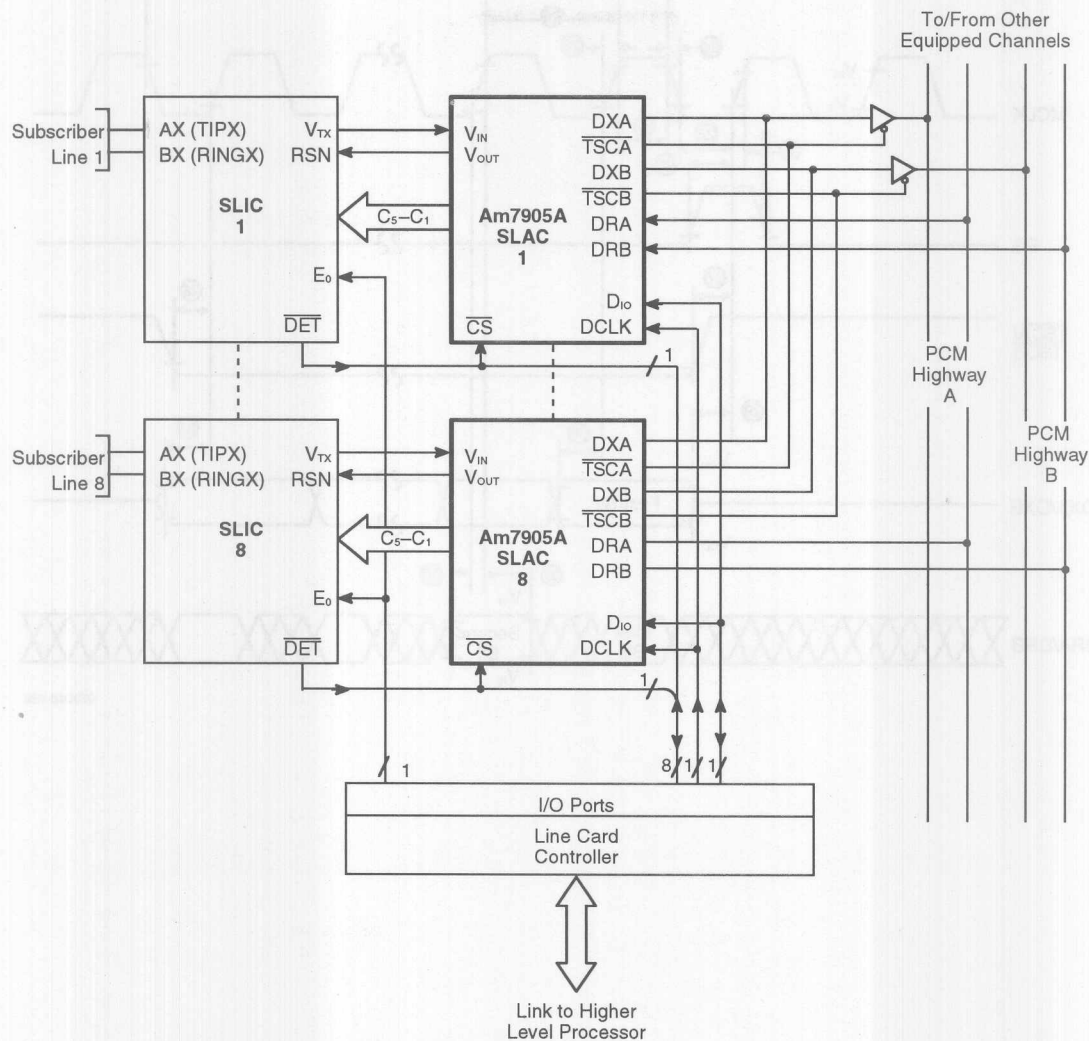 To/From Other
Equipped Channels
Subscriber
Line 1
AX (TIPX)
BX (RINGX)
VTX
RSN
SLIC
1
E0
DET
C5–C1
VIN
VOUT
Am7905A
SLAC
1
CS
DXA
TSCA
DXB
TSCB
DRA
DRB
DIO
DCLK
1
PCM
Highway
A
PCM
Highway
B
Subscriber
Line 8
AX (TIPX)
BX (RINGX)
VTX
RSN
SLIC
8
E0
DET
C5–C1
VIN
VOUT
Am7905A
SLAC
8
CS
DXA
TSCA
DXB
TSCB
DRA
DRB
DIO
DCLK
1
1
8
1
1
I/O Ports
Line Card
Controller
Link to Higher
Level Processor